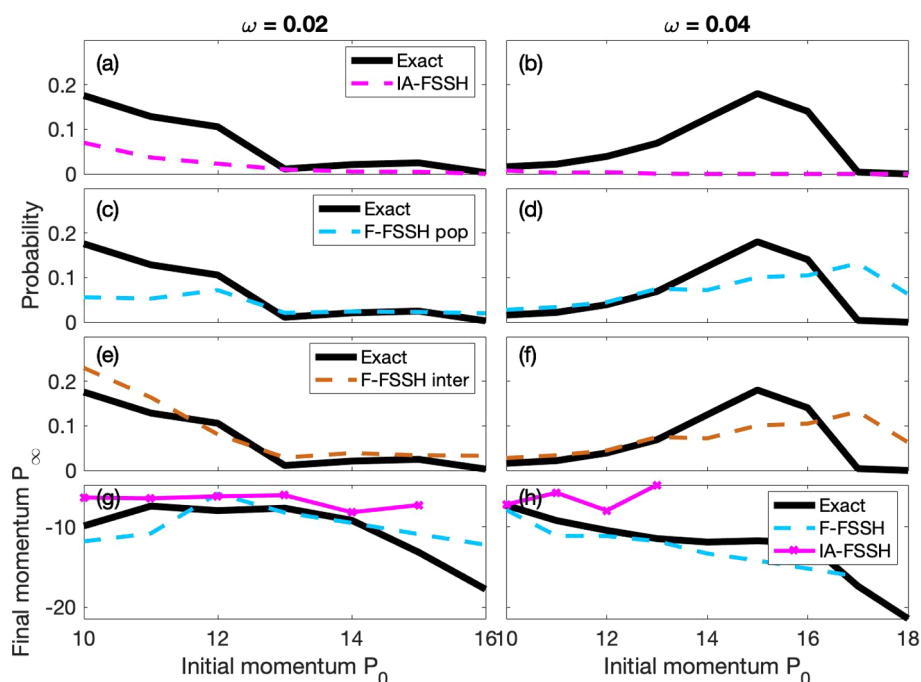 ω = 0.02
ω = 0.04
(a)
Exact
IA-FSSH
0.2
0.1
0
(b)
(c)
Exact
F-FSSH pop
0.2
0.1
0
(d)
Probability
(e)
Exact
F-FSSH inter
0.2
0.1
0
(f)
(g)
-10
-20
10
12
14
16
Initial momentum P0
Final momentum P∞
(h)
Exact
F-FSSH
IA-FSSH
10
12
14
16
18
Initial momentum P0